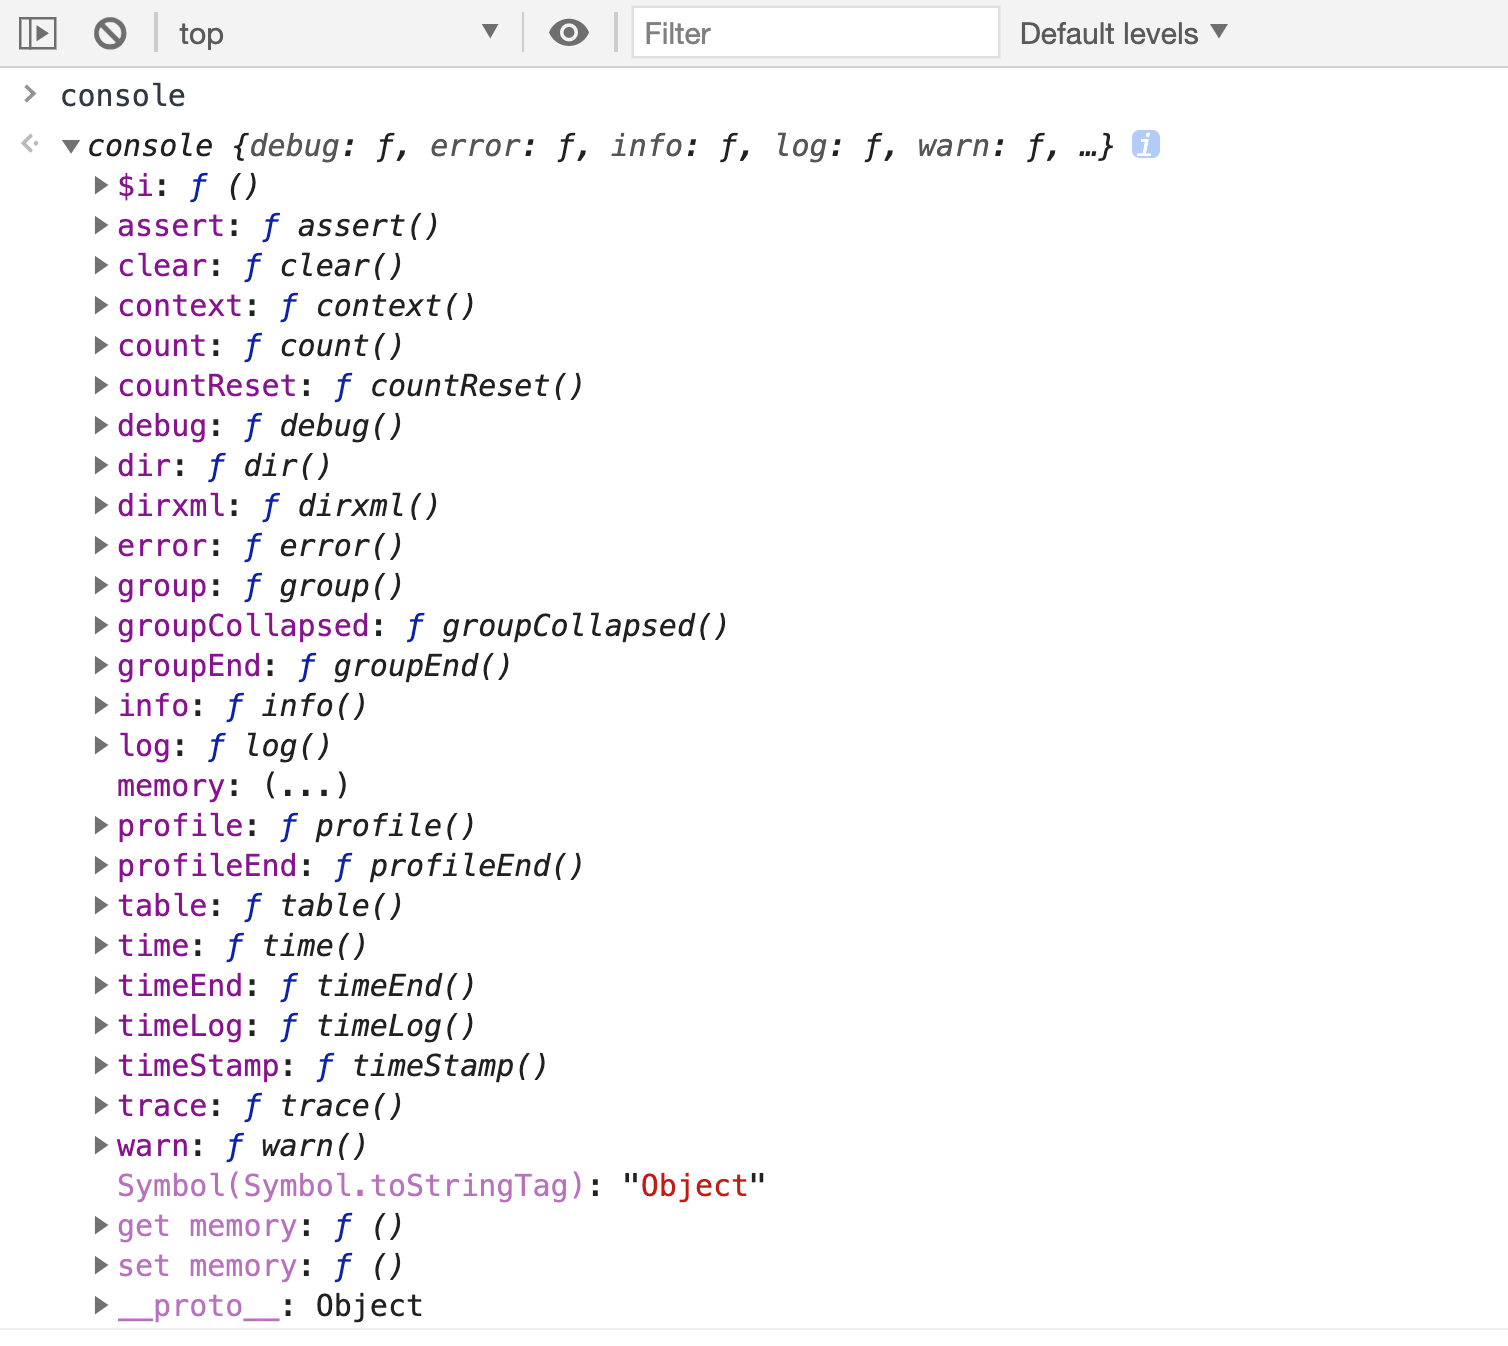 top Filter Default levels
console
console {debug: ƒ, error: ƒ, info: ƒ, log: ƒ, warn: ƒ, …} i
$i: ƒ ()
assert: ƒ assert()
clear: ƒ clear()
context: ƒ context()
count: ƒ count()
countReset: ƒ countReset()
debug: ƒ debug()
dir: ƒ dir()
dirxml: ƒ dirxml()
error: ƒ error()
group: ƒ group()
groupCollapsed: ƒ groupCollapsed()
groupEnd: ƒ groupEnd()
info: ƒ info()
log: ƒ log()
memory: (...)
profile: ƒ profile()
profileEnd: ƒ profileEnd()
table: ƒ table()
time: ƒ time()
timeEnd: ƒ timeEnd()
timeLog: ƒ timeLog()
timeStamp: ƒ timeStamp()
trace: ƒ trace()
warn: ƒ warn()
Symbol(Symbol.toStringTag): "Object"
get memory: ƒ ()
set memory: ƒ ()
__proto__: Object